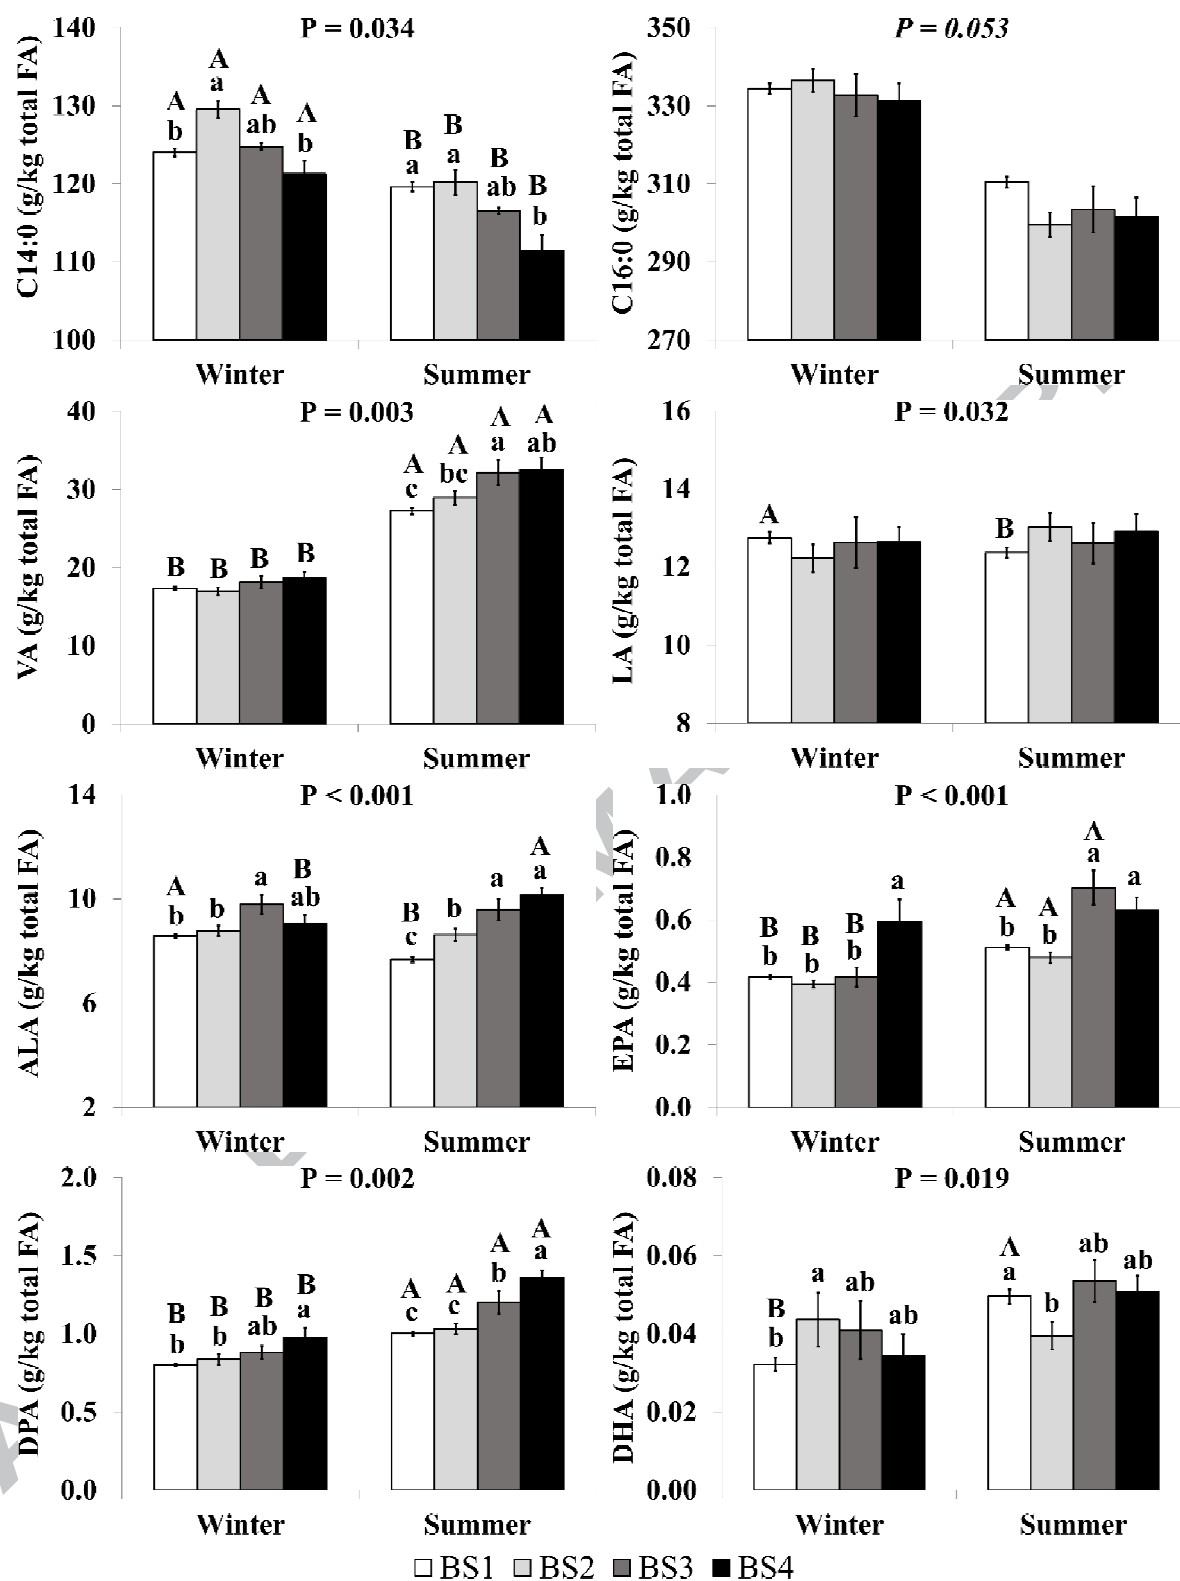 P = 0.034
C14:0 (g/kg total FA)
140
130
120
110
100
A
b
A
a
A
ab
A
b
B
a
B
a
B
ab
B
b
Winter
Summer
P = 0.053
C16:0 (g/kg total FA)
350
330
310
290
270
Winter
Summer
P = 0.003
VA (g/kg total FA)
40
30
20
10
0
B
B
B
B
A
c
A
bc
A
a
A
ab
Winter
Summer
P = 0.032
LA (g/kg total FA)
16
14
12
10
8
A
B
Winter
Summer
P < 0.001
ALA (g/kg total FA)
14
10
6
2
A
b
b
a
B
ab
B
c
b
a
A
a
Winter
Summer
P < 0.001
EPA (g/kg total FA)
1.0
0.8
0.6
0.4
0.2
0.0
B
b
B
b
B
b
a
A
b
A
b
A
a
a
Winter
Summer
P = 0.002
DPA (g/kg total FA)
2.0
1.5
1.0
0.5
0.0
B
b
B
b
B
ab
B
a
A
c
A
c
A
b
A
a
Winter
Summer
P = 0.019
DHA (g/kg total FA)
0.08
0.06
0.04
0.02
0.00
B
b
a
ab
ab
A
a
b
ab
ab
Winter
Summer
BS1 BS2 BS3 BS4